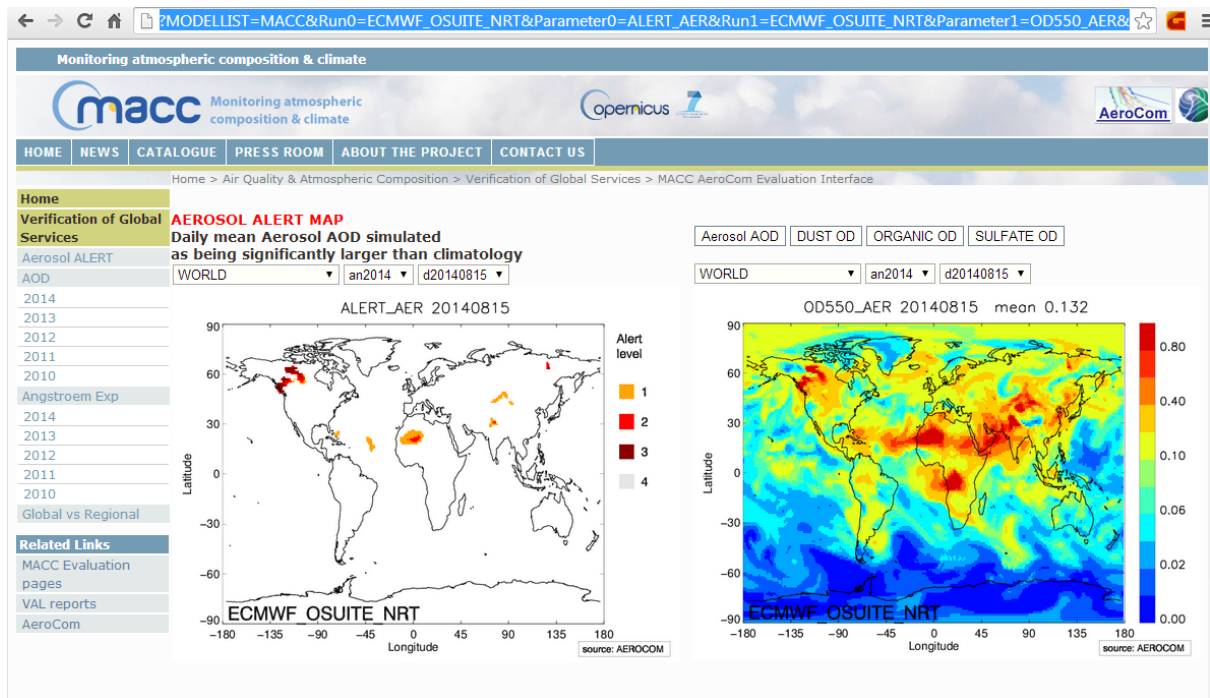 ?MODELLIST=MACC&Run0=ECMWF_OSUITE_NRT&Parameter0=ALERT_AER&Run1=ECMWF_OSUITE_NRT&Parameter1=OD550_AER&
Monitoring atmospheric composition & climate
macc Monitoring atmospheric
composition & climate
opernicus
AeroCom
HOME NEWS CATALOGUE PRESS ROOM ABOUT THE PROJECT CONTACT US
Home > Air Quality & Atmospheric Composition > Verification of Global Services > MACC AeroCom Evaluation Interface
Home
Verification of Global
Services
Aerosol ALERT
AOD
2014
2013
2012
2011
2010
Angstroem Exp
2014
2013
2012
2011
2010
Global vs Regional
Related Links
MACC Evaluation
pages
VAL reports
AeroCom
AEROSOL ALERT MAP
Daily mean Aerosol AOD simulated
as being significantly larger than climatology
WORLD an2014 d20140815
ALERT_AER 20140815
Alert
level
1
2
3
4
Latitude
90
60
30
0
−30
−60
−90
ECMWF_OSUITE_NRT
−180 −135 −90 −45 0 45 90 135 180
Longitude
source: AEROCOM
Aerosol AOD DUST OD ORGANIC OD SULFATE OD
WORLD an2014 d20140815
OD550_AER 20140815 mean 0.132
Latitude
90
60
30
0
−30
−60
−90
ECMWF_OSUITE_NRT
−180 −135 −90 −45 0 45 90 135 180
Longitude
0.80
0.40
0.10
0.06
0.02
0.00
source: AEROCOM